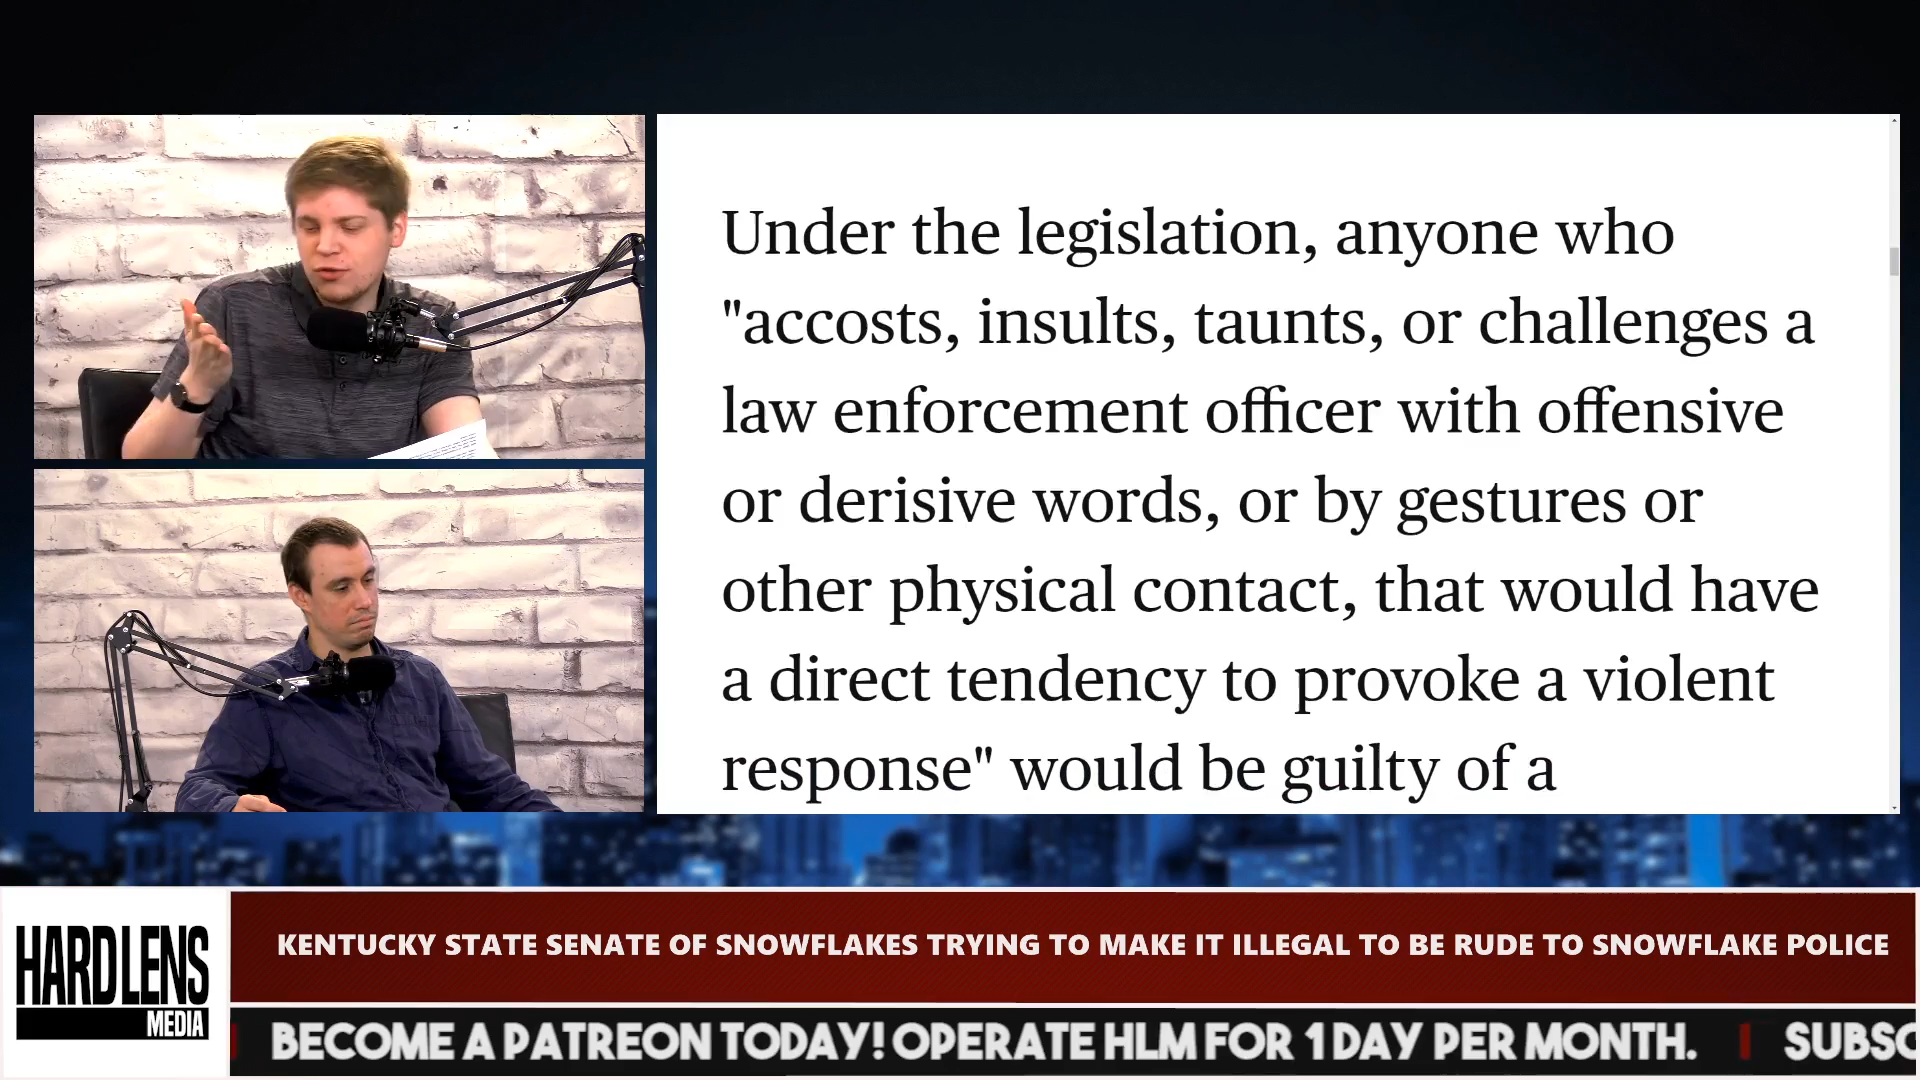 Under the legislation, anyone who
"accosts, insults, taunts, or challenges a
law enforcement officer with offensive
or derisive words, or by gestures or
other physical contact, that would have
a direct tendency to provoke a violent
response" would be guilty of a
HARD LENS
MEDIA
KENTUCKY STATE SENATE OF SNOWFLAKES TRYING TO MAKE IT ILLEGAL TO BE RUDE TO SNOWFLAKE POLICE
BECOME A PATREON TODAY! OPERATE HLM FOR 1 DAY PER MONTH. | SUBSC